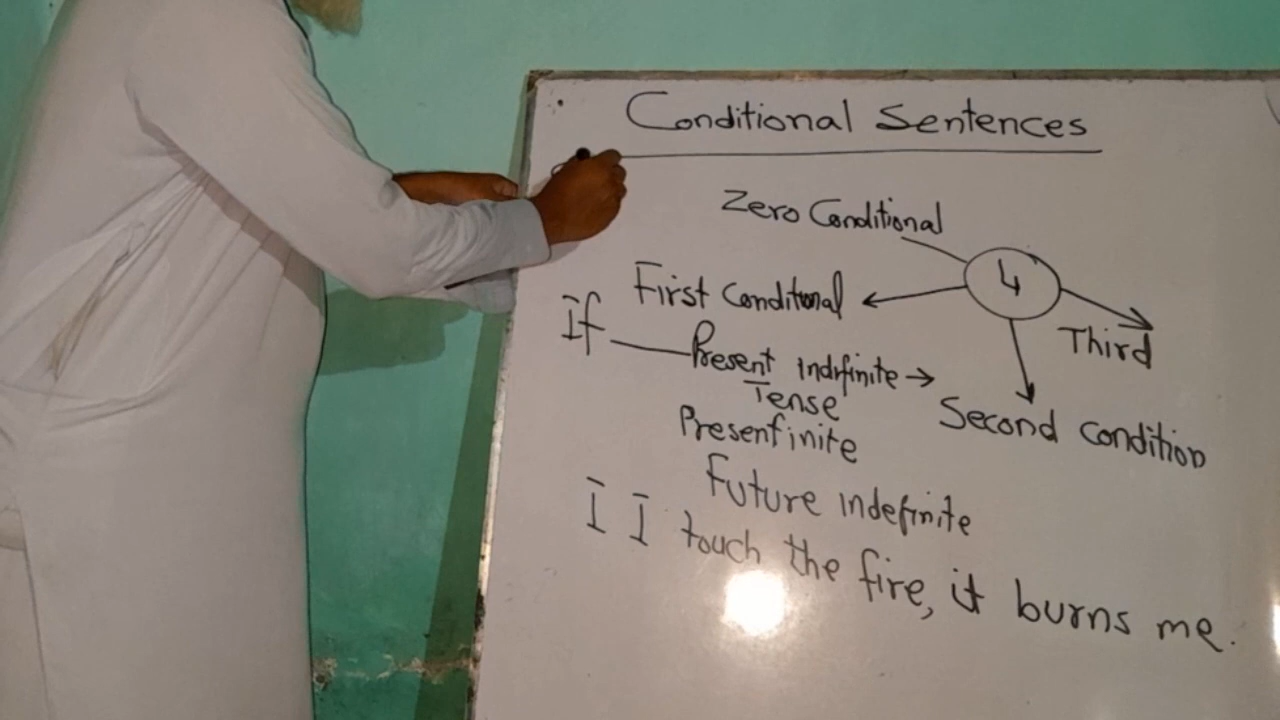 Conditional Sentences
Zero Conditional
4
First Conditional
Third
If Present indifinite →
Tense
Second condition
Presenfinite
Future indefinite
I I touch the fire, it burns me.